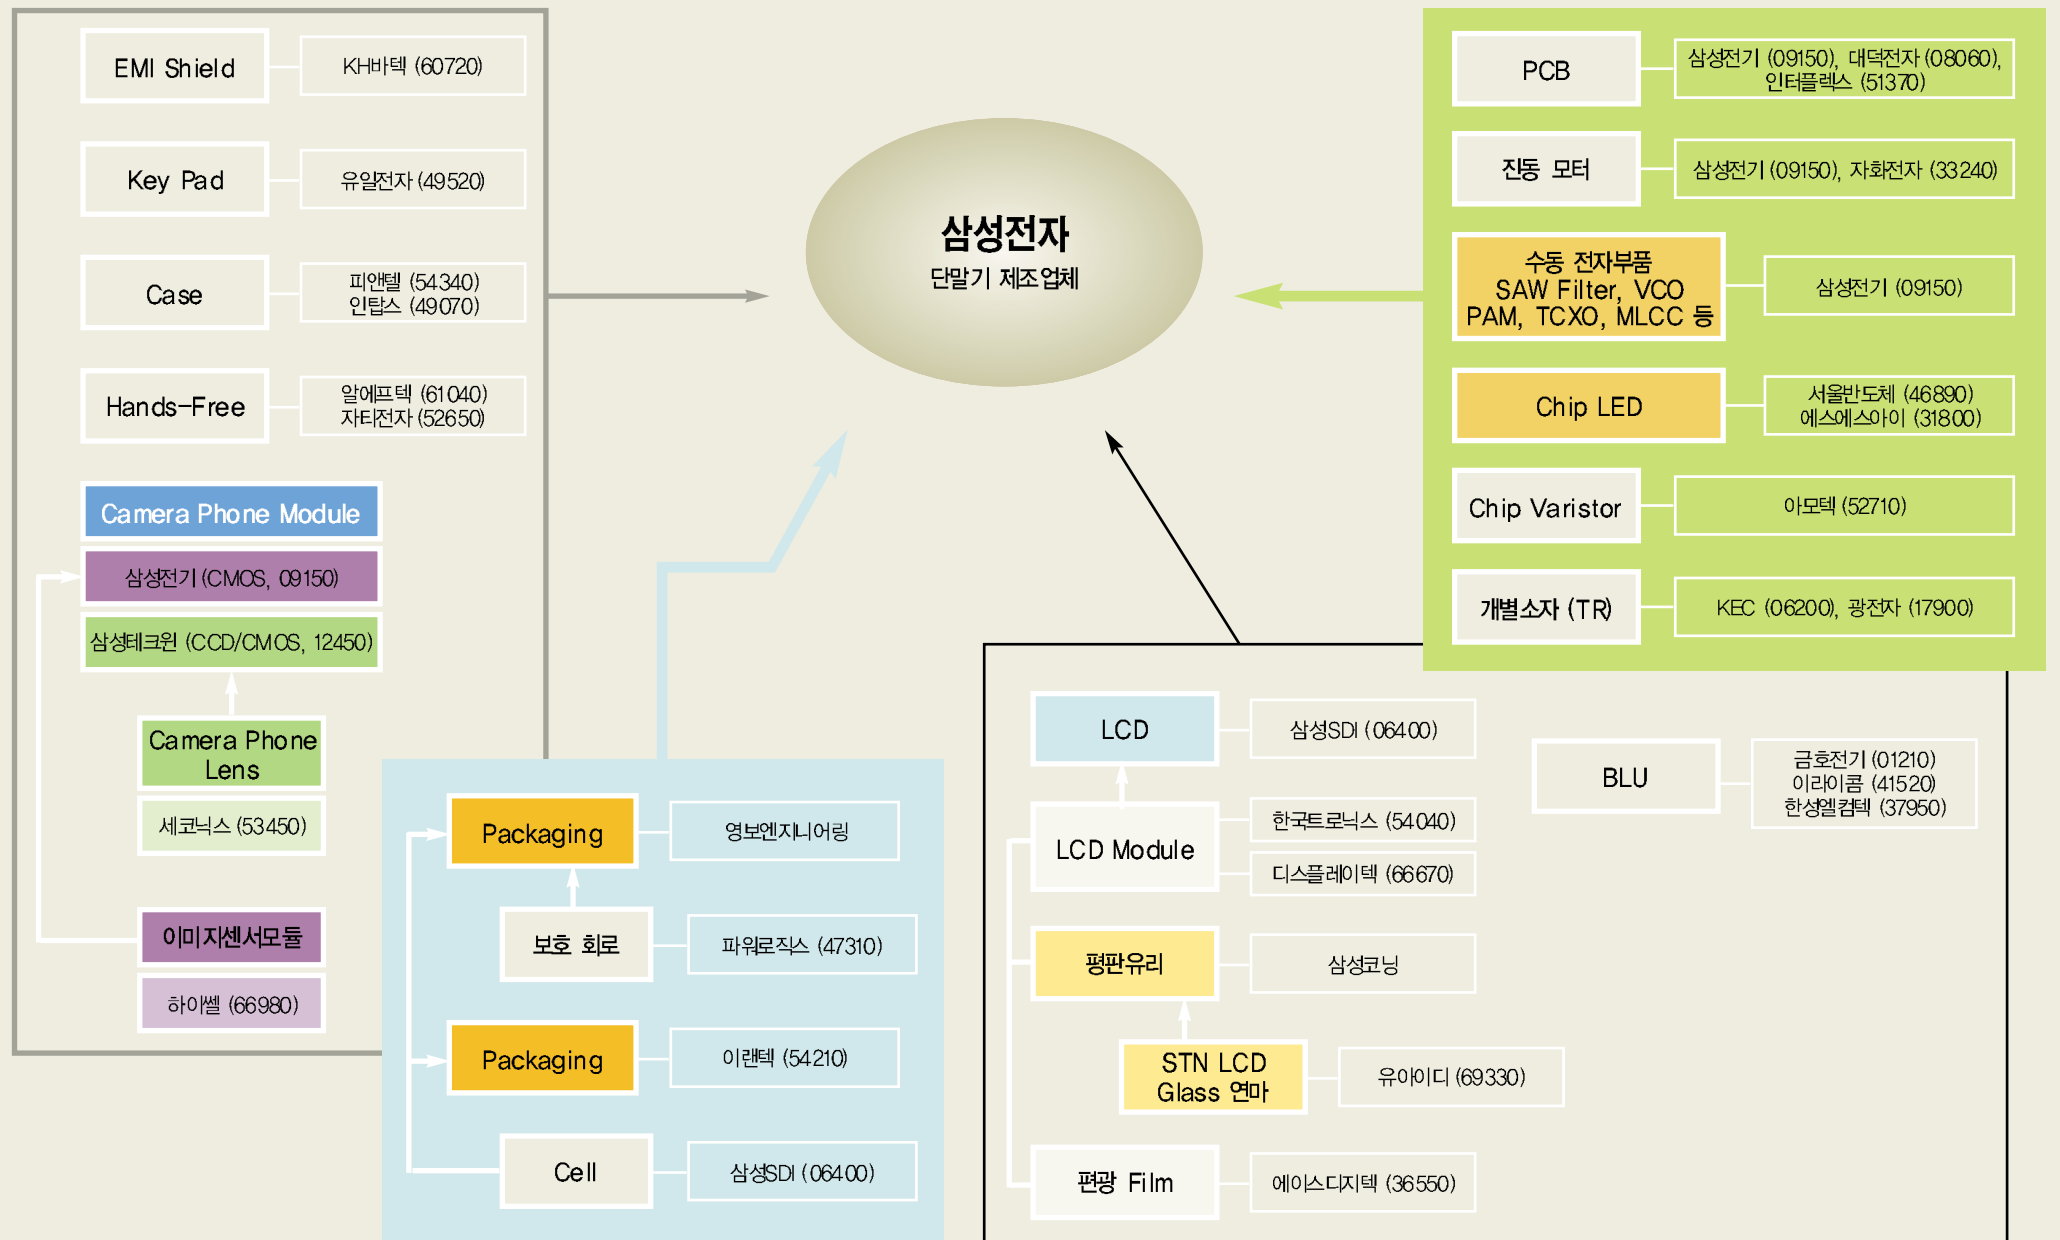 EMI Shield
KH바텍 (60720)
Key Pad
유일전자 (49520)
Case
피앤텔 (54340)
인탑스 (49070)
Hands-Free
알에프텍 (61040)
자티전자 (52650)
Camera Phone Module
삼성전기 (CMOS, 09150)
삼성테크윈 (CCD/CMOS, 12450)
Camera Phone
Lens
세코닉스 (53450)
이미지센서모듈
하이쎌 (66980)
삼성전자
단말기 제조업체
PCB
삼성전기 (09150), 대덕전자 (08060),
인터플렉스 (51370)
진동 모터
삼성전기 (09150), 자화전자 (33240)
수동 전자부품
SAW Filter, VCO
PAM, TCXO, MLCC 등
삼성전기 (09150)
Chip LED
서울반도체 (46890)
에스에스아이 (31800)
Chip Varistor
아모텍 (52710)
개별소자 (TR)
KEC (06200), 광전자 (17900)
Packaging
영보엔지니어링
보호 회로
파워로직스 (47310)
Packaging
이랜텍 (54210)
Cell
삼성SDI (06400)
LCD
삼성SDI (06400)
LCD Module
한국트로닉스 (54040)
디스플레이텍 (66670)
평판유리
삼성코닝
STN LCD
Glass 연마
유아이디 (69330)
편광 Film
에이스디지텍 (36550)
BLU
금호전기 (01210)
이라이콤 (41520)
한성엘컴텍 (37950)